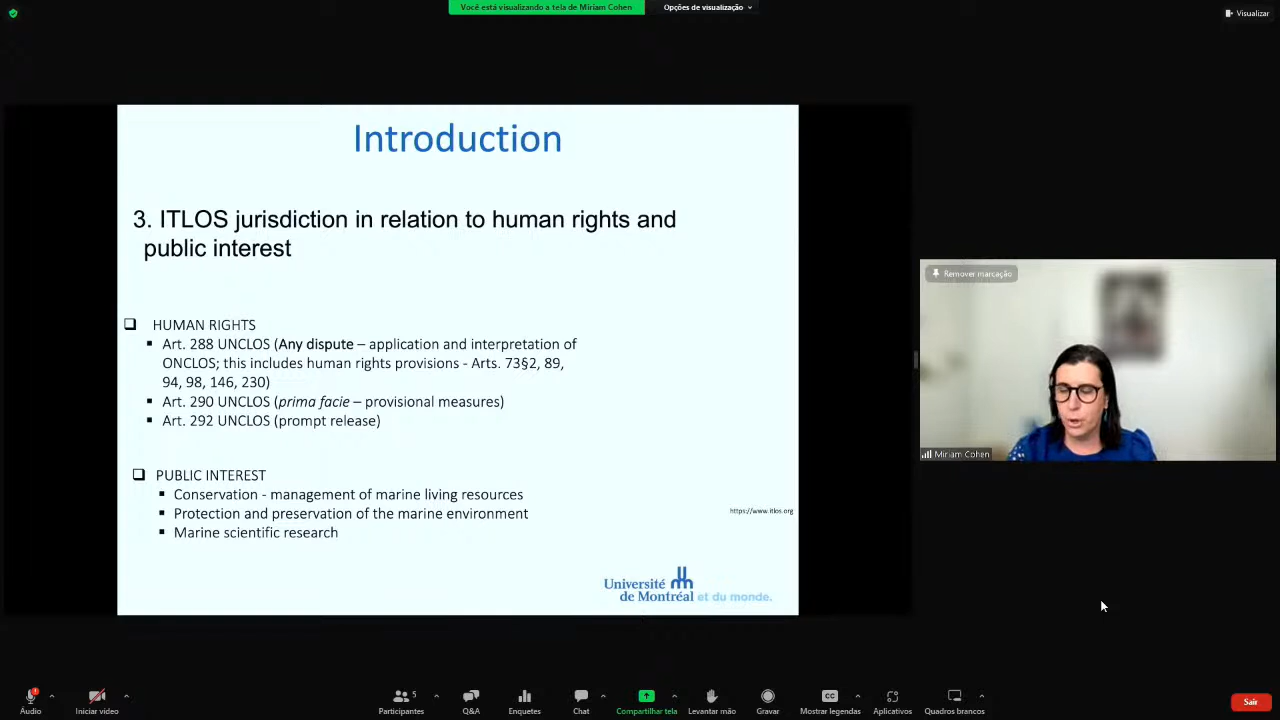 Você está visualizando a tela de Miriam Cohen
Opções de visualização
Visualizar
Introduction
3. ITLOS jurisdiction in relation to human rights and
public interest
HUMAN RIGHTS
Art. 288 UNCLOS (Any dispute – application and interpretation of
ONCLOS; this includes human rights provisions - Arts. 73§2, 89,
94, 98, 146, 230)
Art. 290 UNCLOS (prima facie – provisional measures)
Art. 292 UNCLOS (prompt release)
PUBLIC INTEREST
Conservation - management of marine living resources
Protection and preservation of the marine environment
Marine scientific research
https://www.itlos.org
Université
de Montréal et du monde.
Remover marcação
Miriam Cohen
Áudio
Iniciar vídeo
Participantes
5
Q&A
Enquetes
Chat
Compartilhar tela
Levantar mão
Gravar
CC
Mostrar legendas
Aplicativos
Quadros brancos
Sair